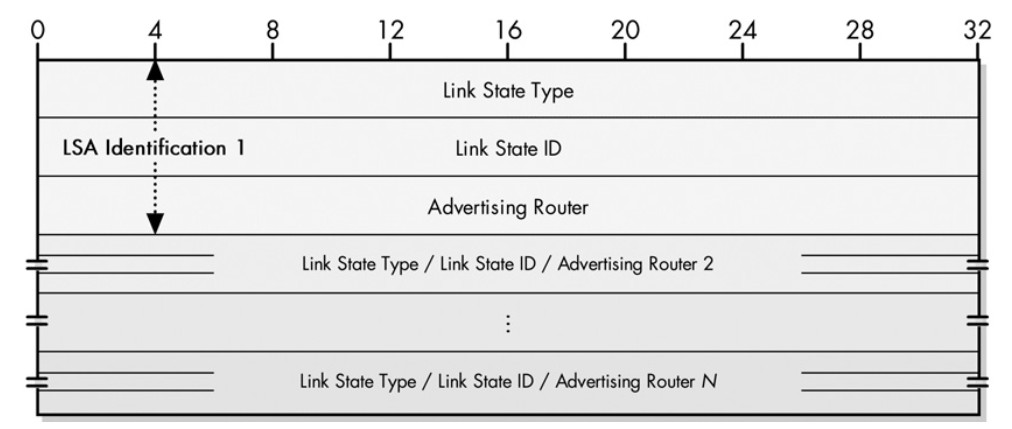 0 4 8 12 16 20 24 28 32
Link State Type
LSA Identification 1 Link State ID
Advertising Router
Link State Type / Link State ID / Advertising Router 2
⋮
Link State Type / Link State ID / Advertising Router N